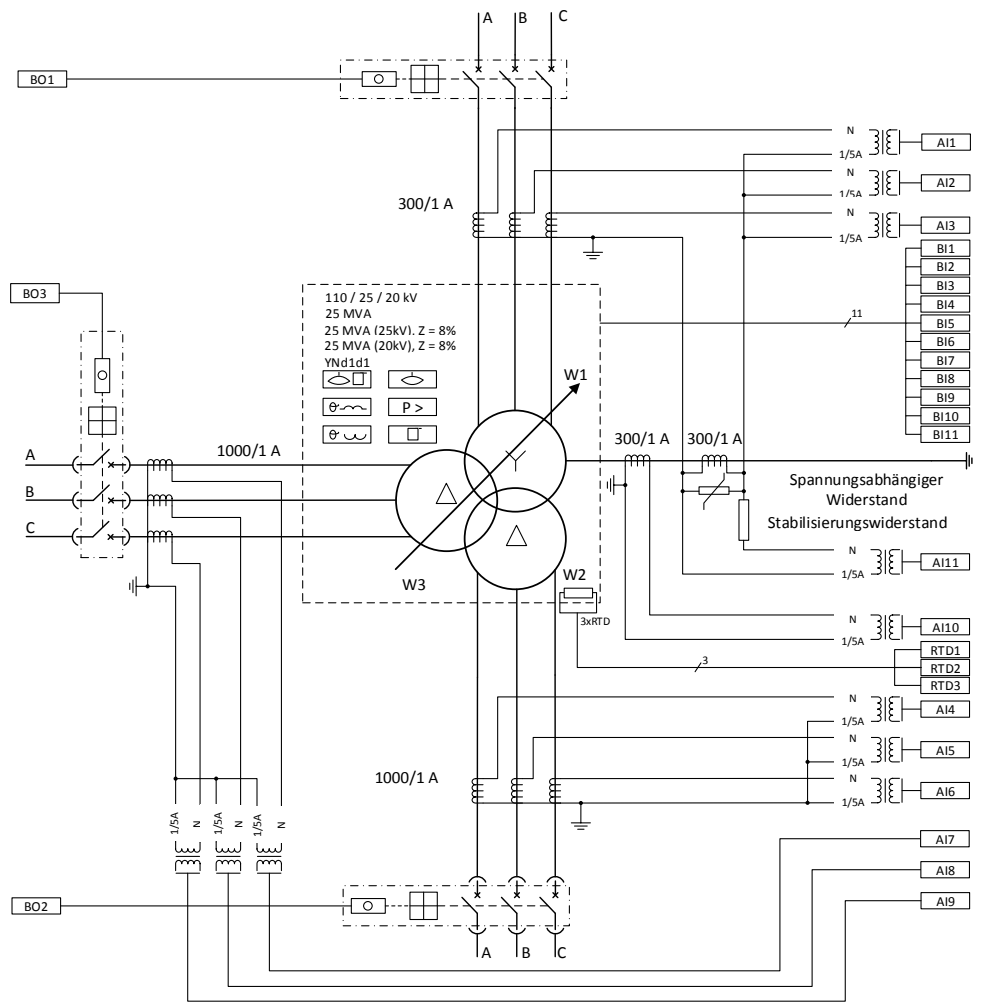 A B C
BO1
N
AI1
1/5A
N
AI2
1/5A
300/1 A
N
AI3
1/5A
BI1
BI2
BI3
BI4
BI5
BI6
BI7
BI8
BI9
BI10
BI11
11
BO3
110 / 25 / 20 kV
25 MVA
25 MVA (25kV), Z = 8%
25 MVA (20kV), Z = 8%
YNd1d1
P >
W1
W3
W2
3xRTD
A
B
C
1000/1 A
300/1 A
300/1 A
Spannungsabhängiger
Widerstand
Stabilisierungswiderstand
N
AI11
1/5A
N
AI10
1/5A
3
RTD1
RTD2
RTD3
N
AI4
1/5A
N
AI5
1/5A
1000/1 A
N
AI6
1/5A
1/5A
N
1/5A
N
1/5A
N
AI7
AI8
AI9
BO2
A B C